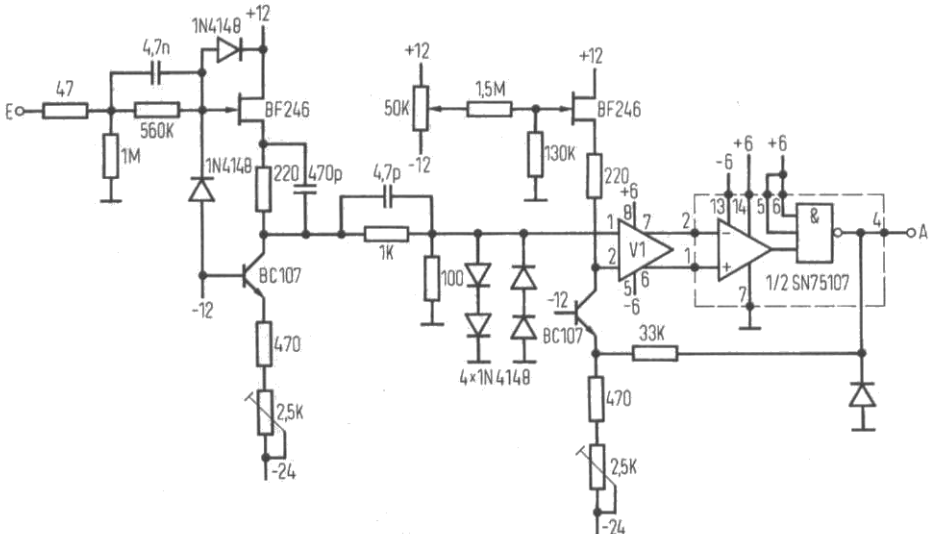 +12
1N4148
4,7n
47
E
560K
BF246
1M
1N4148
220
470p
4,7p
1K
100
BC107
-12
470
2,5K
-24
4×1N4148
+12
50K
-12
1,5M
BF246
130K
+12
220
+6
8
1
7
V1
2
6
5
-6
-12
BC107
33K
470
2,5K
-24
-6
+6
+6
13
14
5
6
2
1
&
4
A
7
1/2 SN75107